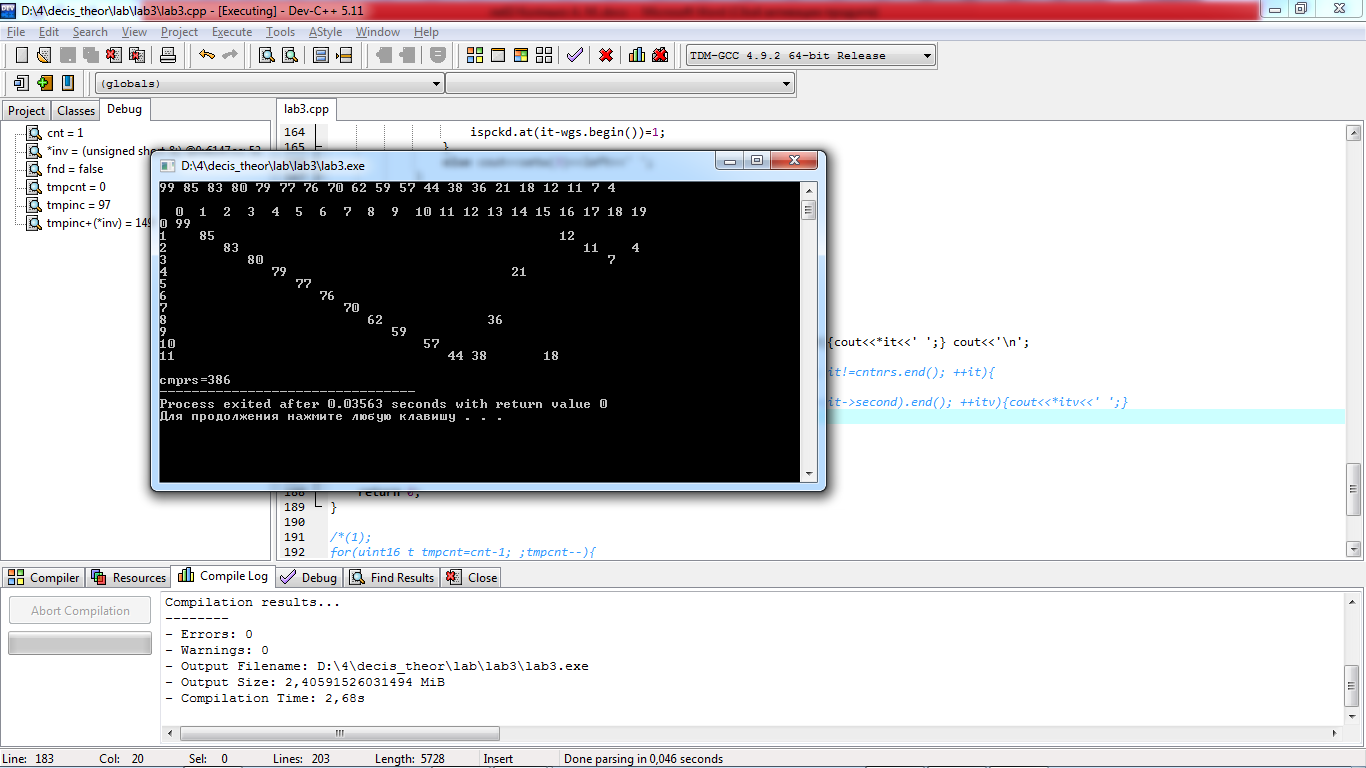 D:\4\decis_theor\lab\lab3\lab3.cpp - [Executing] - Dev-C++ 5.11
File Edit Search View Project Execute Tools AStyle Window Help
TDM-GCC 4.9.2 64-bit Release
(globals)
Project Classes Debug
lab3.cpp
cnt = 1
*inv = (unsigned short &)
fnd = false
tmpcnt = 0
tmpinc = 97
tmpinc+(*inv) = 149
164 ispckd.at(it-wgs.begin())=1;
165 }
D:\4\decis_theor\lab\lab3\lab3.exe
99 85 83 80 79 77 76 70 62 59 57 44 38 36 21 18 12 11 7 4
0 1 2 3 4 5 6 7 8 9 10 11 12 13 14 15 16 17 18 19
0 99
1 85 12
2 83 11 4
3 80 7
4 79 21
5 77
6 76
7 70
8 62 36
9 59
10 57
11 44 38 18
cmprs=386
--------------------------------
Process exited after 0.03563 seconds with return value 0
Для продолжения нажмите любую клавишу . . .
{cout<<*it<<' ';} cout<<'\n';
it!=cntnrs.end(); ++it){
it->second).end(); ++itv){cout<<*itv<<' ';}
188 return 0;
189 }
190
191 /*(1);
192 for(uint16_t tmpcnt=cnt-1; ;tmpcnt--){
Compiler Resources Compile Log Debug Find Results Close
Abort Compilation
Compilation results...
--------
- Errors: 0
- Warnings: 0
- Output Filename: D:\4\decis_theor\lab\lab3\lab3.exe
- Output Size: 2,40591526031494 MiB
- Compilation Time: 2,68s
Line: 183 Col: 20 Sel: 0 Lines: 203 Length: 5728 Insert Done parsing in 0,046 seconds